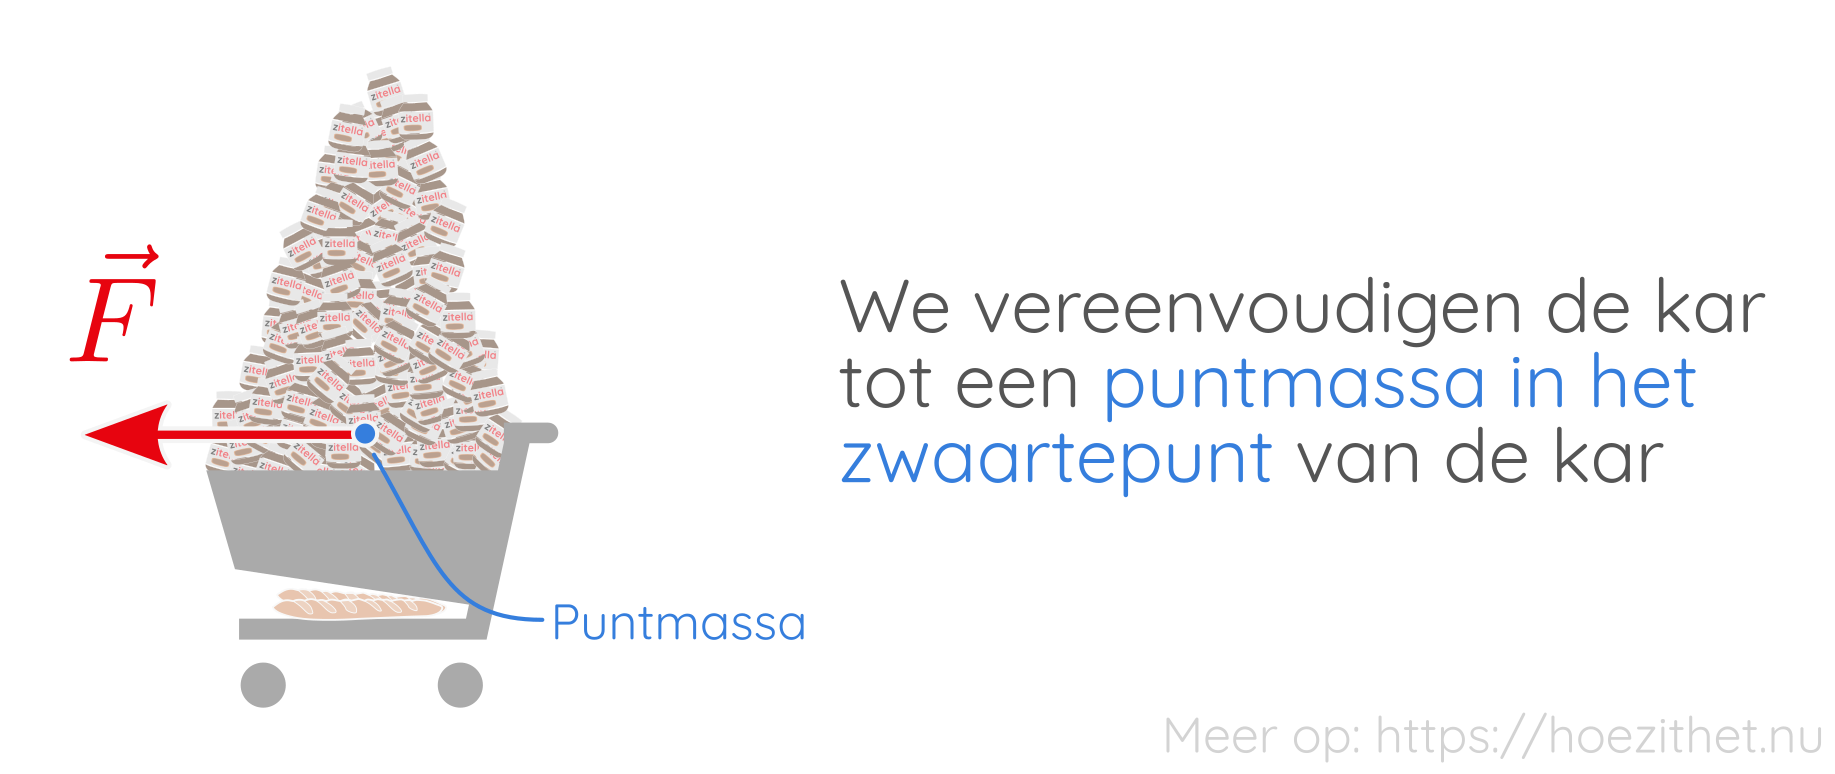 zitella
F
We vereenvoudigen de kar
tot een puntmassa in het
zwaartepunt van de kar
Puntmassa
Meer op: https://hoezithet.nu